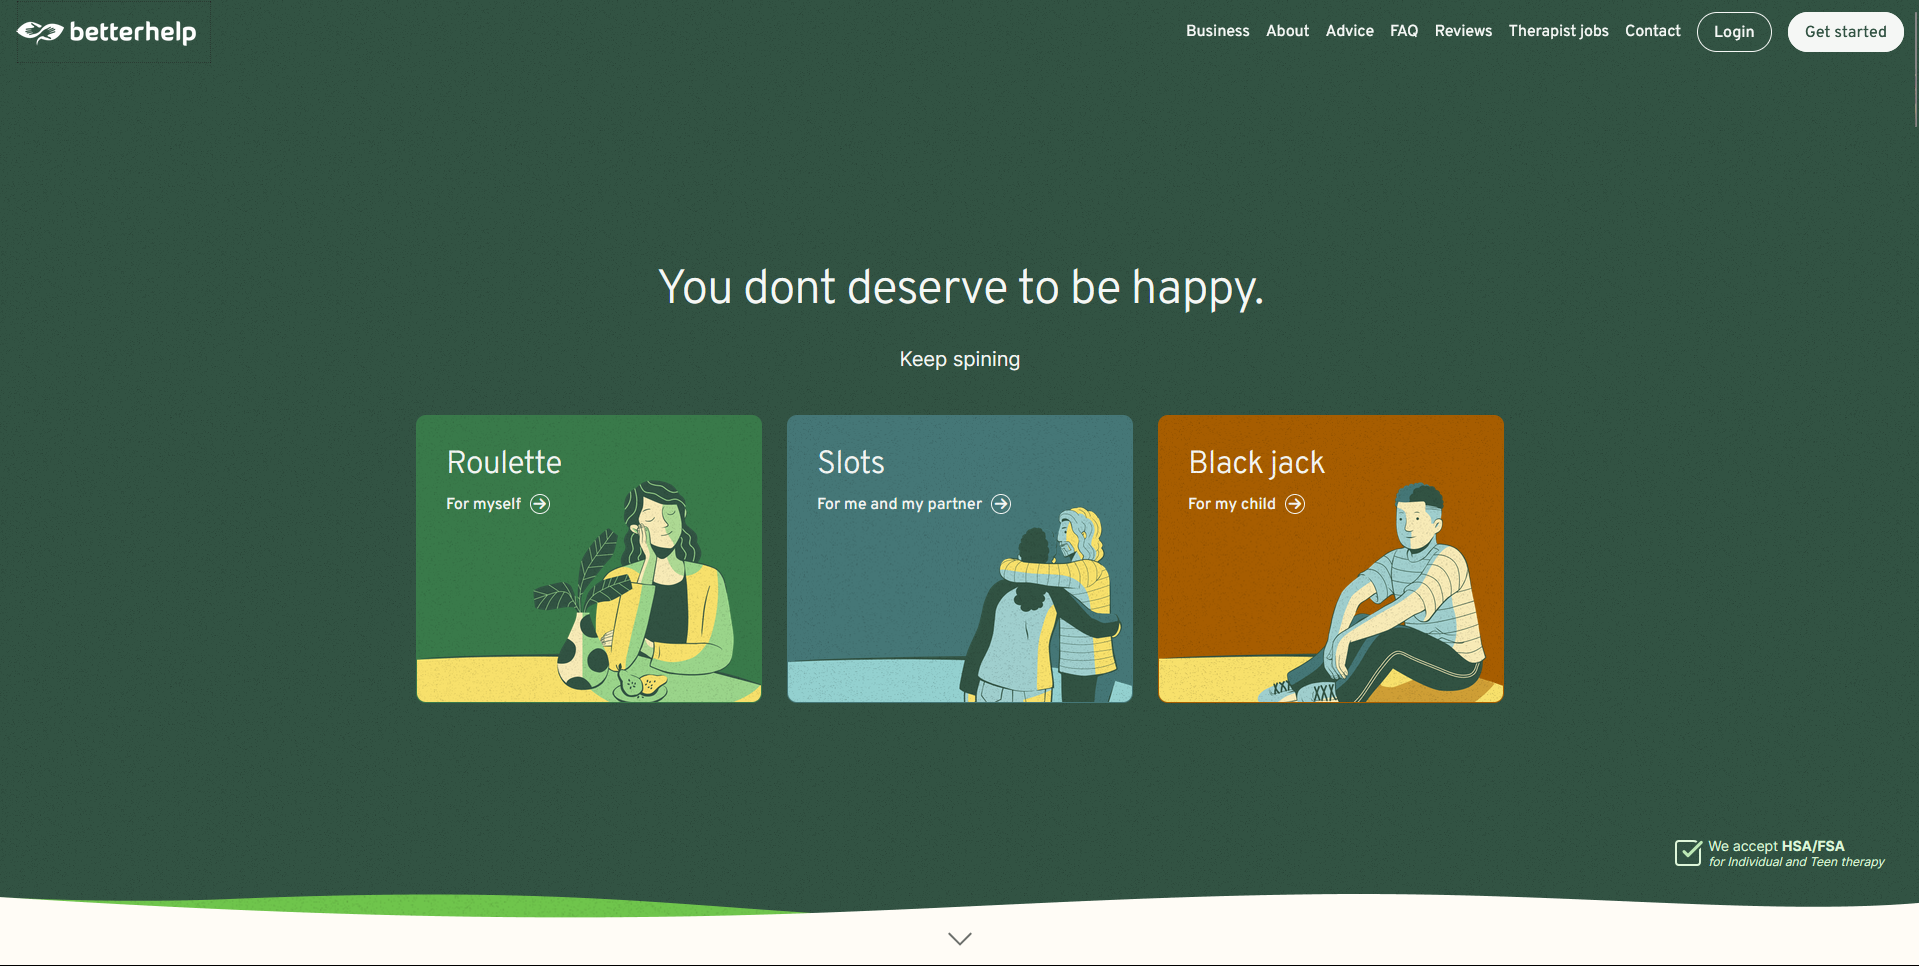 betterhelp
Business About Advice FAQ Reviews Therapist jobs Contact Login Get started
You dont deserve to be happy.
Keep spining
Roulette
For myself
Slots
For me and my partner
Black jack
For my child
We accept HSA/FSA
for Individual and Teen therapy